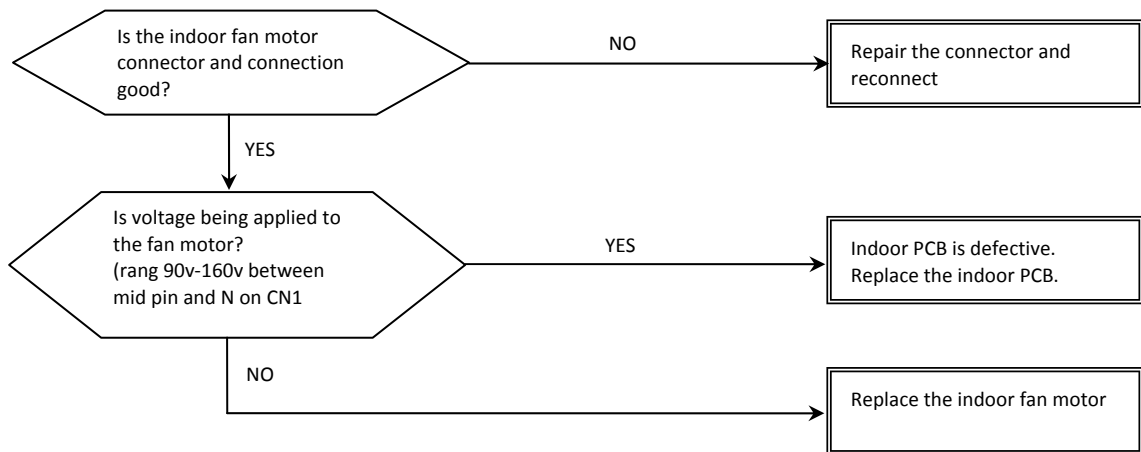 Is the indoor fan motor
connector and connection
good?
NO
Repair the connector and
reconnect
YES
Is voltage being applied to
the fan motor?
(rang 90v-160v between
mid pin and N on CN1
YES
Indoor PCB is defective.
Replace the indoor PCB.
NO
Replace the indoor fan motor